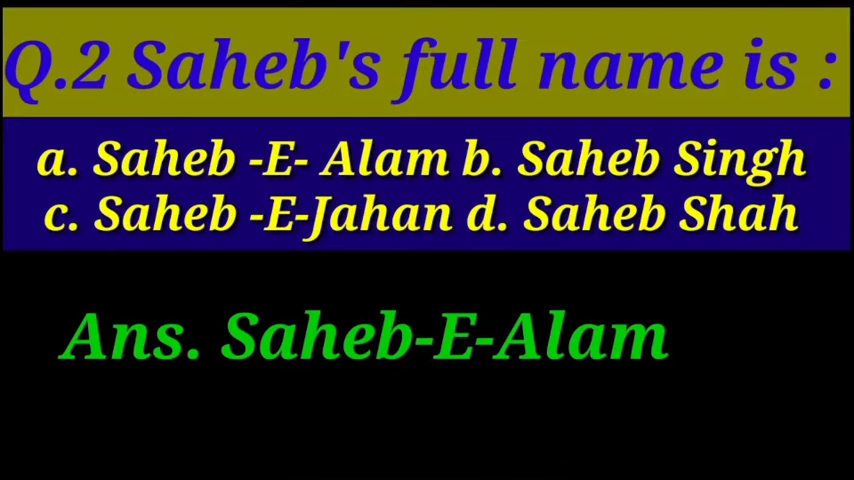 Q.2 Saheb's full name is :
a. Saheb -E- Alam b. Saheb Singh
c. Saheb -E-Jahan d. Saheb Shah
Ans. Saheb-E-Alam